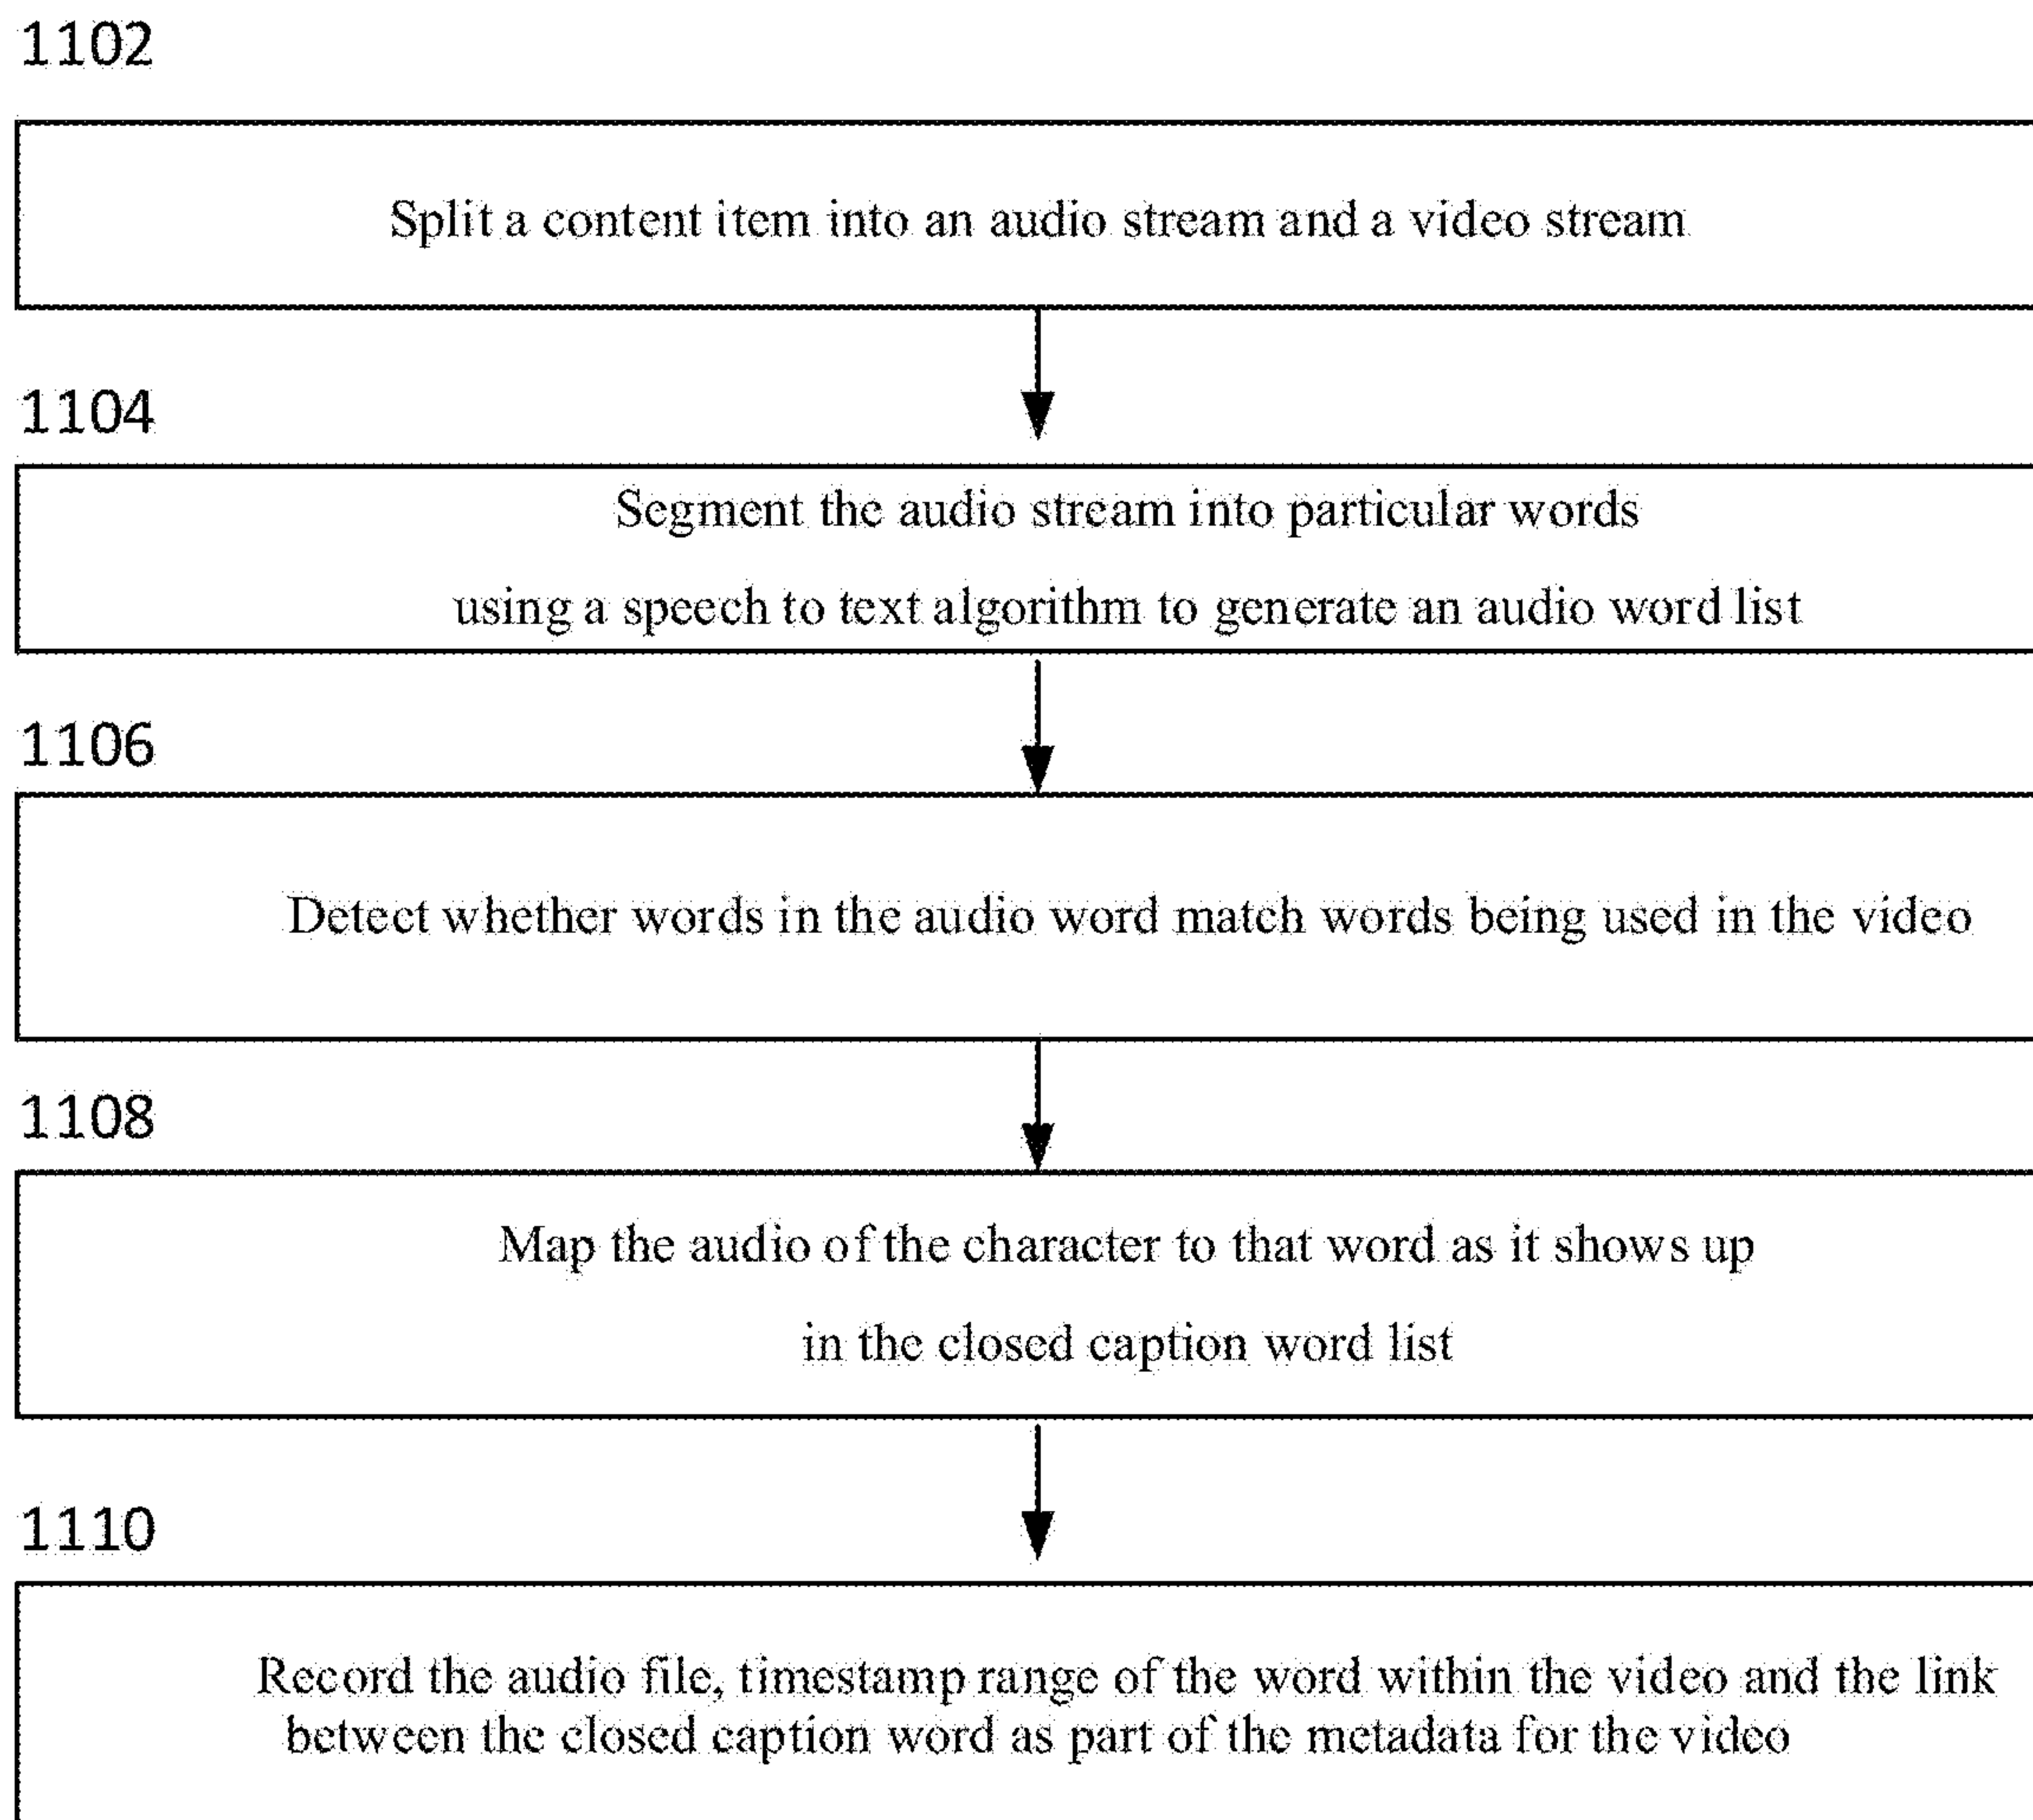 1102
Split a content item into an audio stream and a video stream
1104
Segment the audio stream into particular words
using a speech to text algorithm to generate an audio word list
1106
Detect whether words in the audio word match words being used in the video
1108
Map the audio of the character to that word as it shows up
in the closed caption word list
1110
Record the audio file, timestamp range of the word within the video and the link
between the closed caption word as part of the metadata for the video